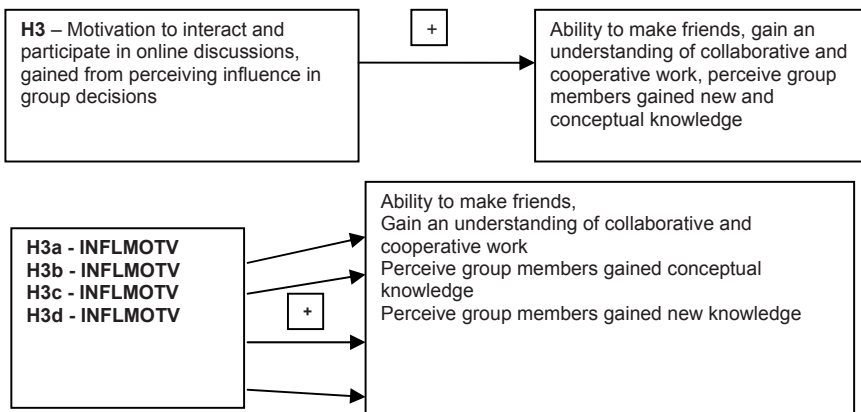 H3 – Motivation to interact and
participate in online discussions,
gained from perceiving influence in
group decisions
+
Ability to make friends, gain an
understanding of collaborative and
cooperative work, perceive group
members gained new and
conceptual knowledge
H3a - INFLMOTV
H3b - INFLMOTV
H3c - INFLMOTV
H3d - INFLMOTV
+
Ability to make friends,
Gain an understanding of collaborative and
cooperative work
Perceive group members gained conceptual
knowledge
Perceive group members gained new knowledge